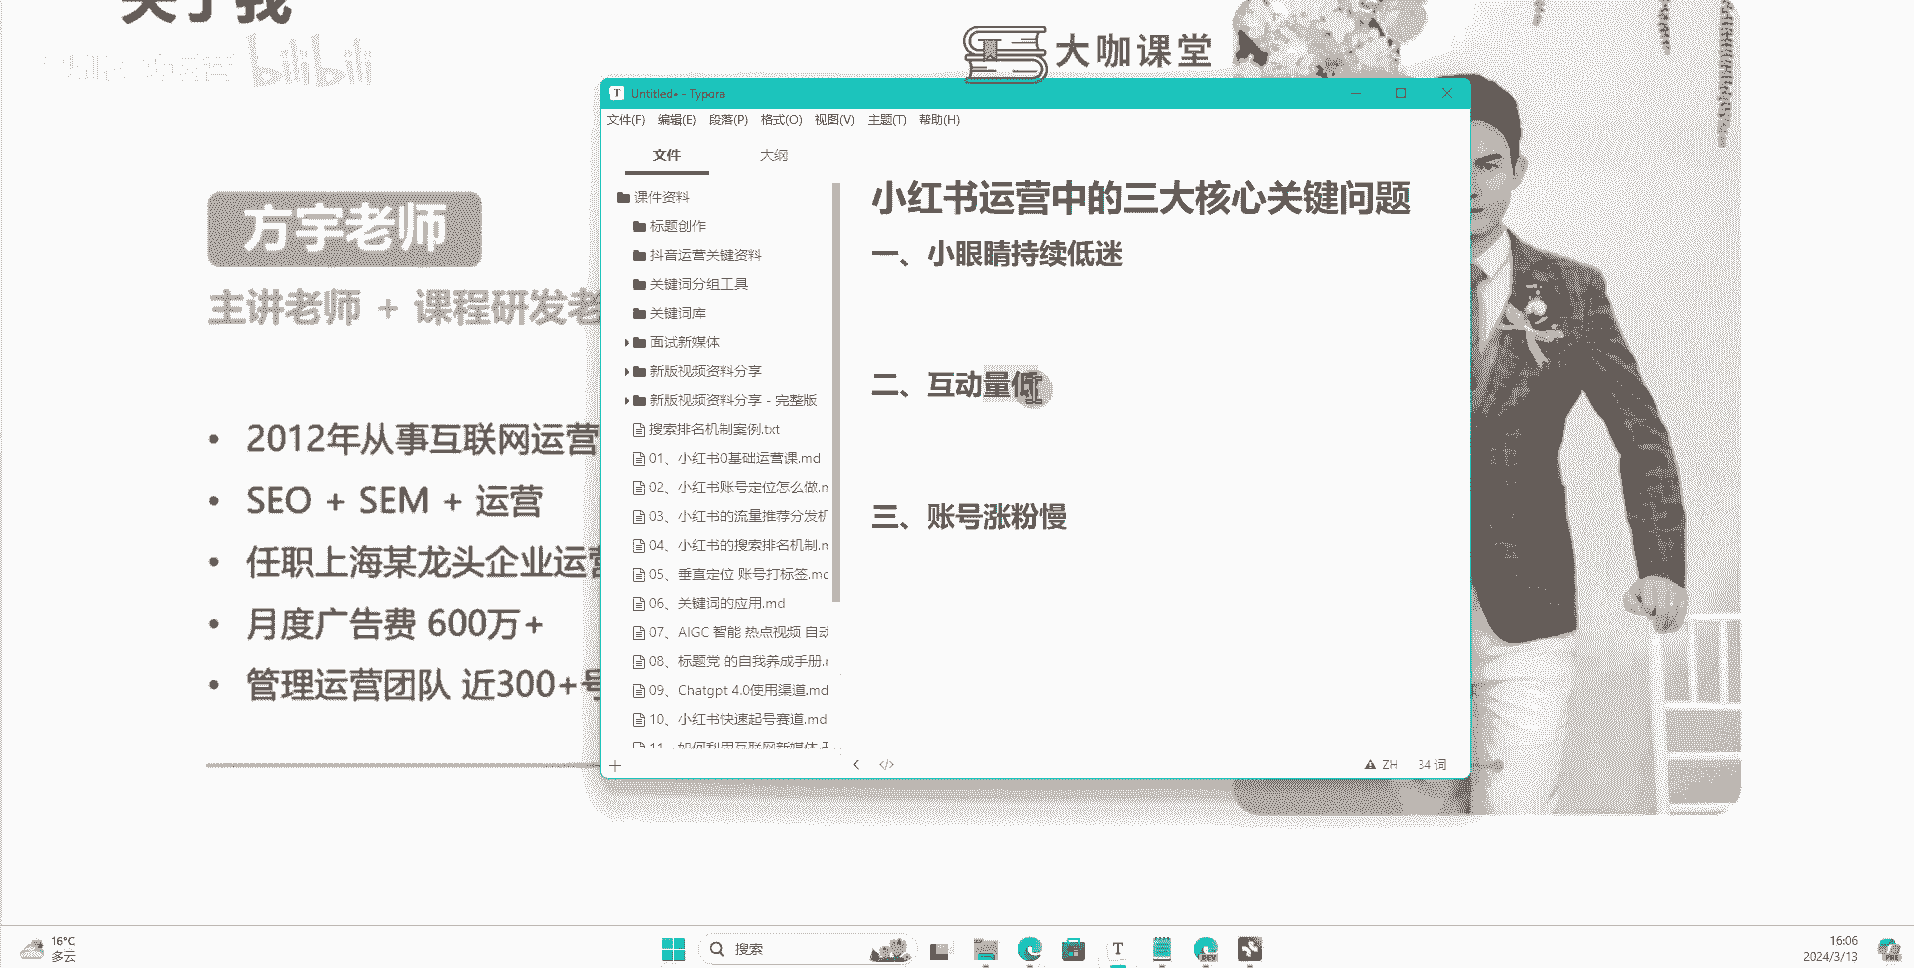 关于我
bilibili
大咖课堂
方宇老师
主讲老师 + 课程研发老
2012年从事互联网运营
SEO + SEM + 运营
任职上海某龙头企业运营
月度广告费 600万+
管理运营团队 近300+号
Untitled• - Typora
文件(F) 编辑(E) 段落(P) 格式(O) 视图(V) 主题(T) 帮助(H)
文件 大纲
课件资料
标题创作
抖音运营关键资料
关键词分组工具
关键词库
面试新媒体
新版视频资料分享
新版视频资料分享 - 完整版
搜索排名机制案例.txt
01、小红书0基础运营课.md
02、小红书账号定位怎么做.m
03、小红书的流量推荐分发机
04、小红书的搜索排名机制.m
05、垂直定位 账号打标签.md
06、关键词的应用.md
07、AIGC 智能 热点视频 自动
08、标题党 的自我养成手册.
09、Chatgpt 4.0使用渠道.md
10、小红书快速起号赛道.md
11、如何利用互联网新媒体
小红书运营中的三大核心关键问题
一、小眼睛持续低迷
二、互动量低
三、账号涨粉慢
ZH 34 词
16°C
多云
搜索
T
DEV
16:06
2024/3/13
PRE